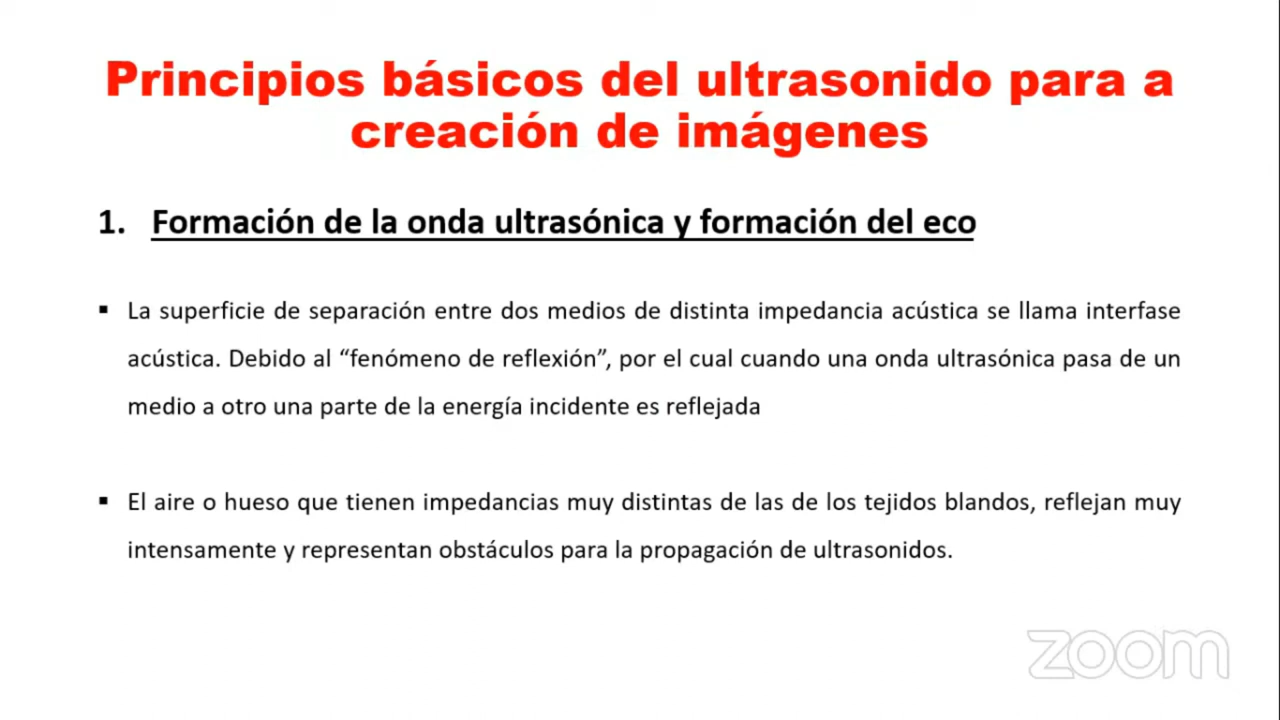 Principios básicos del ultrasonido para a
creación de imágenes
1. Formación de la onda ultrasónica y formación del eco
▪ La superficie de separación entre dos medios de distinta impedancia acústica se llama interfase
acústica. Debido al “fenómeno de reflexión”, por el cual cuando una onda ultrasónica pasa de un
medio a otro una parte de la energía incidente es reflejada
▪ El aire o hueso que tienen impedancias muy distintas de las de los tejidos blandos, reflejan muy
intensamente y representan obstáculos para la propagación de ultrasonidos.
zoom